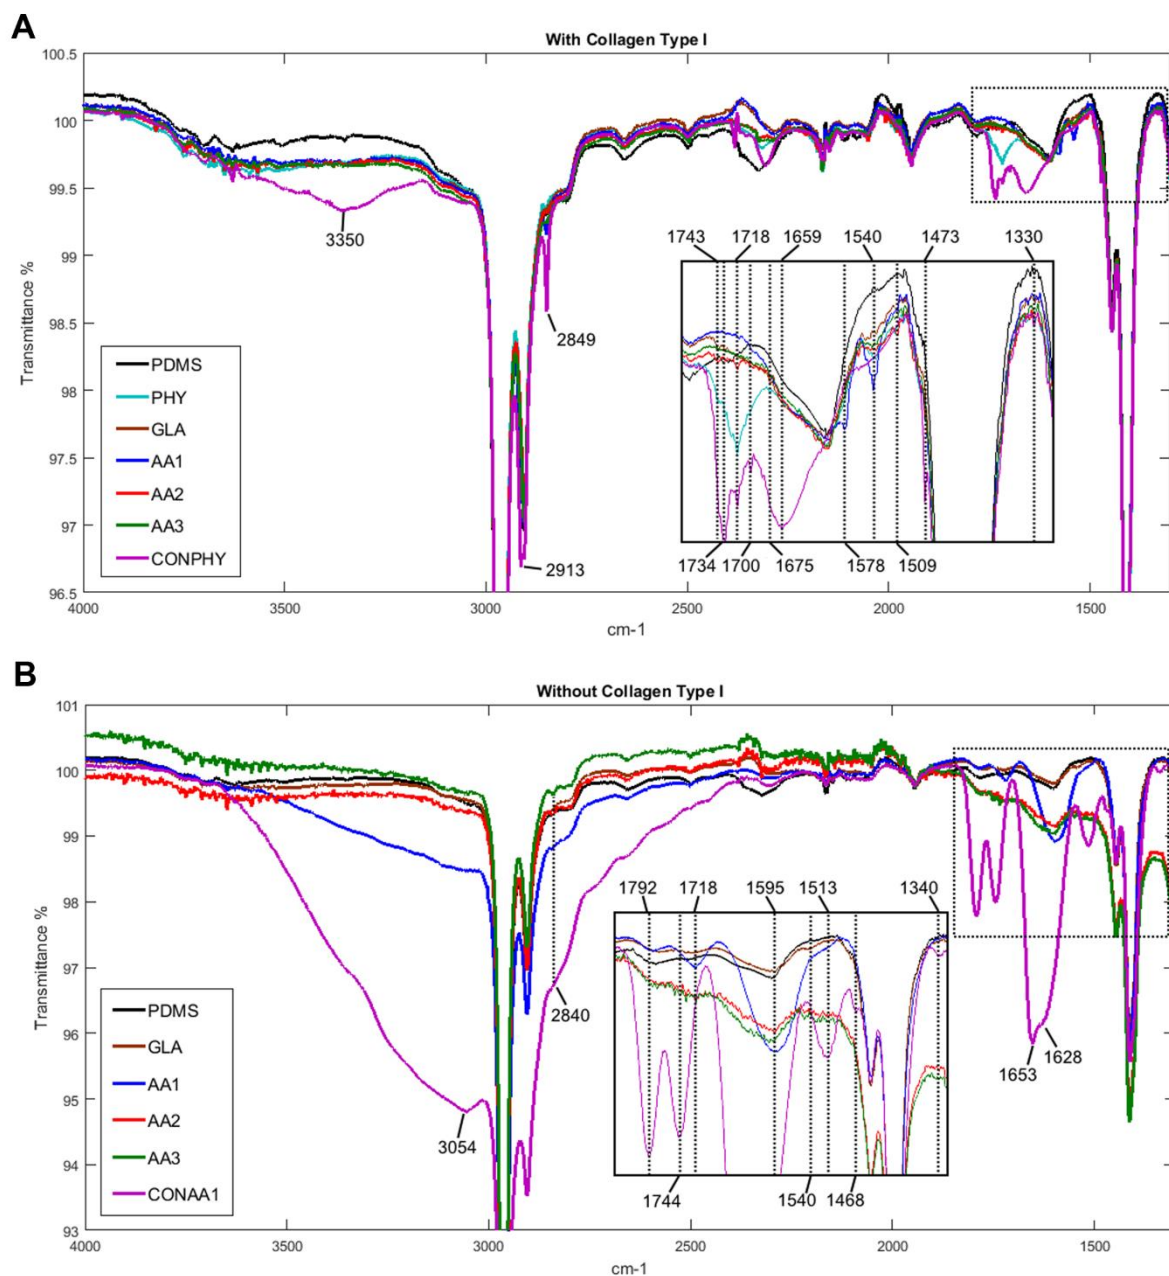 A
With Collagen Type I
100.5
100
99.5
99
98.5
98
97.5
97
96.5
Transmittance %
3350
2849
2913
PDMS
PHY
GLA
AA1
AA2
AA3
CONPHY
1743 1718 1659 1540 1473 1330
1734 1700 1675 1578 1509
4000 3500 3000 2500 2000 1500
cm-1
B
Without Collagen Type I
101
100
99
98
97
96
95
94
93
Transmittance %
3054
2840
1653
1628
PDMS
GLA
AA1
AA2
AA3
CONAA1
1792 1718 1595 1513 1340
1744 1540 1468
4000 3500 3000 2500 2000 1500
cm-1